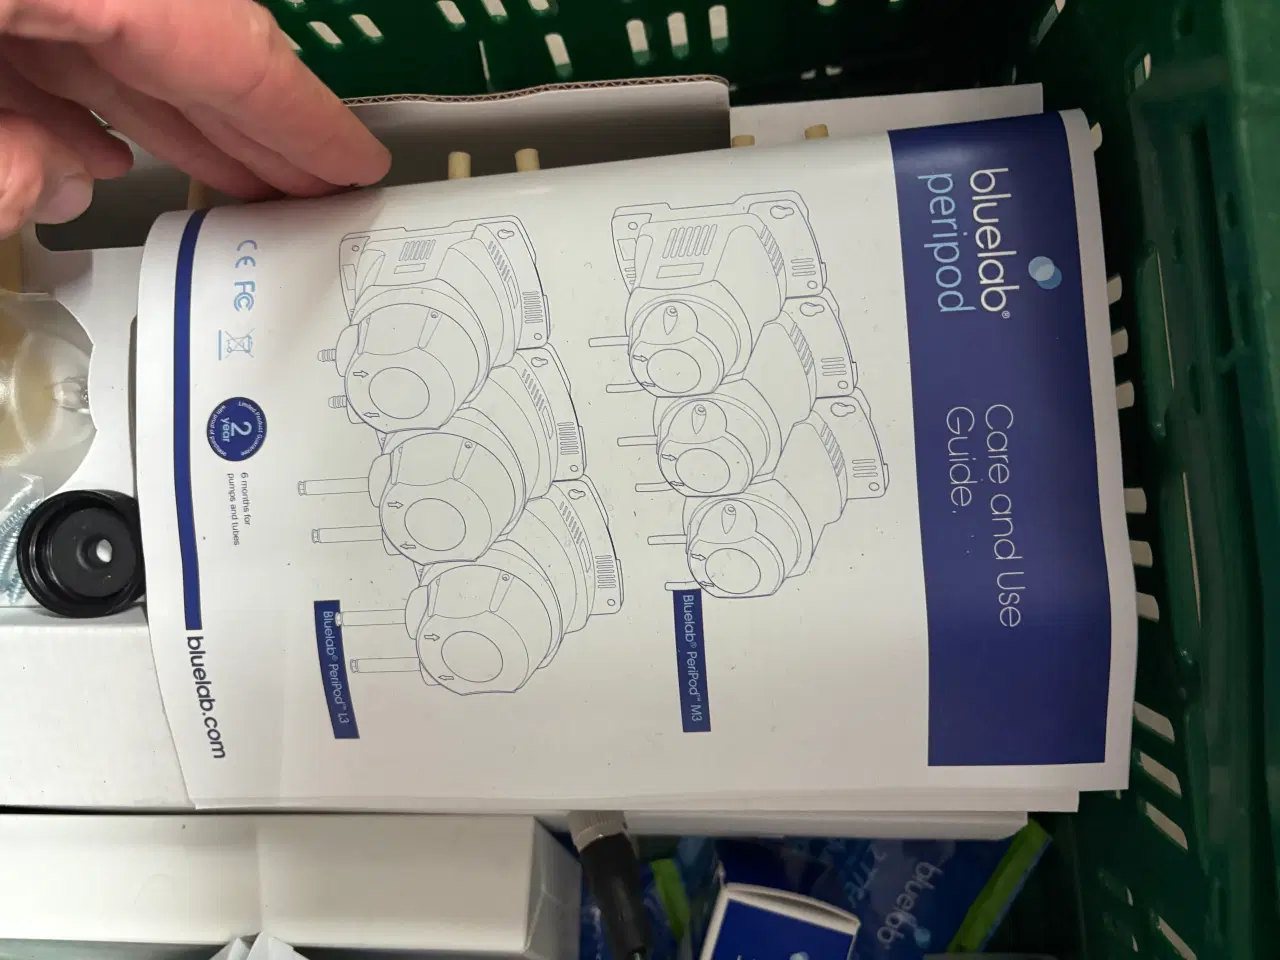 bluelab®
peripod
Care and Use
Guide.
Bluelab® PeriPod™ M3
Bluelab® PeriPod™ L3
CE FC
2
year
6 months for
pumps and tubes
bluelab.com
bluelab